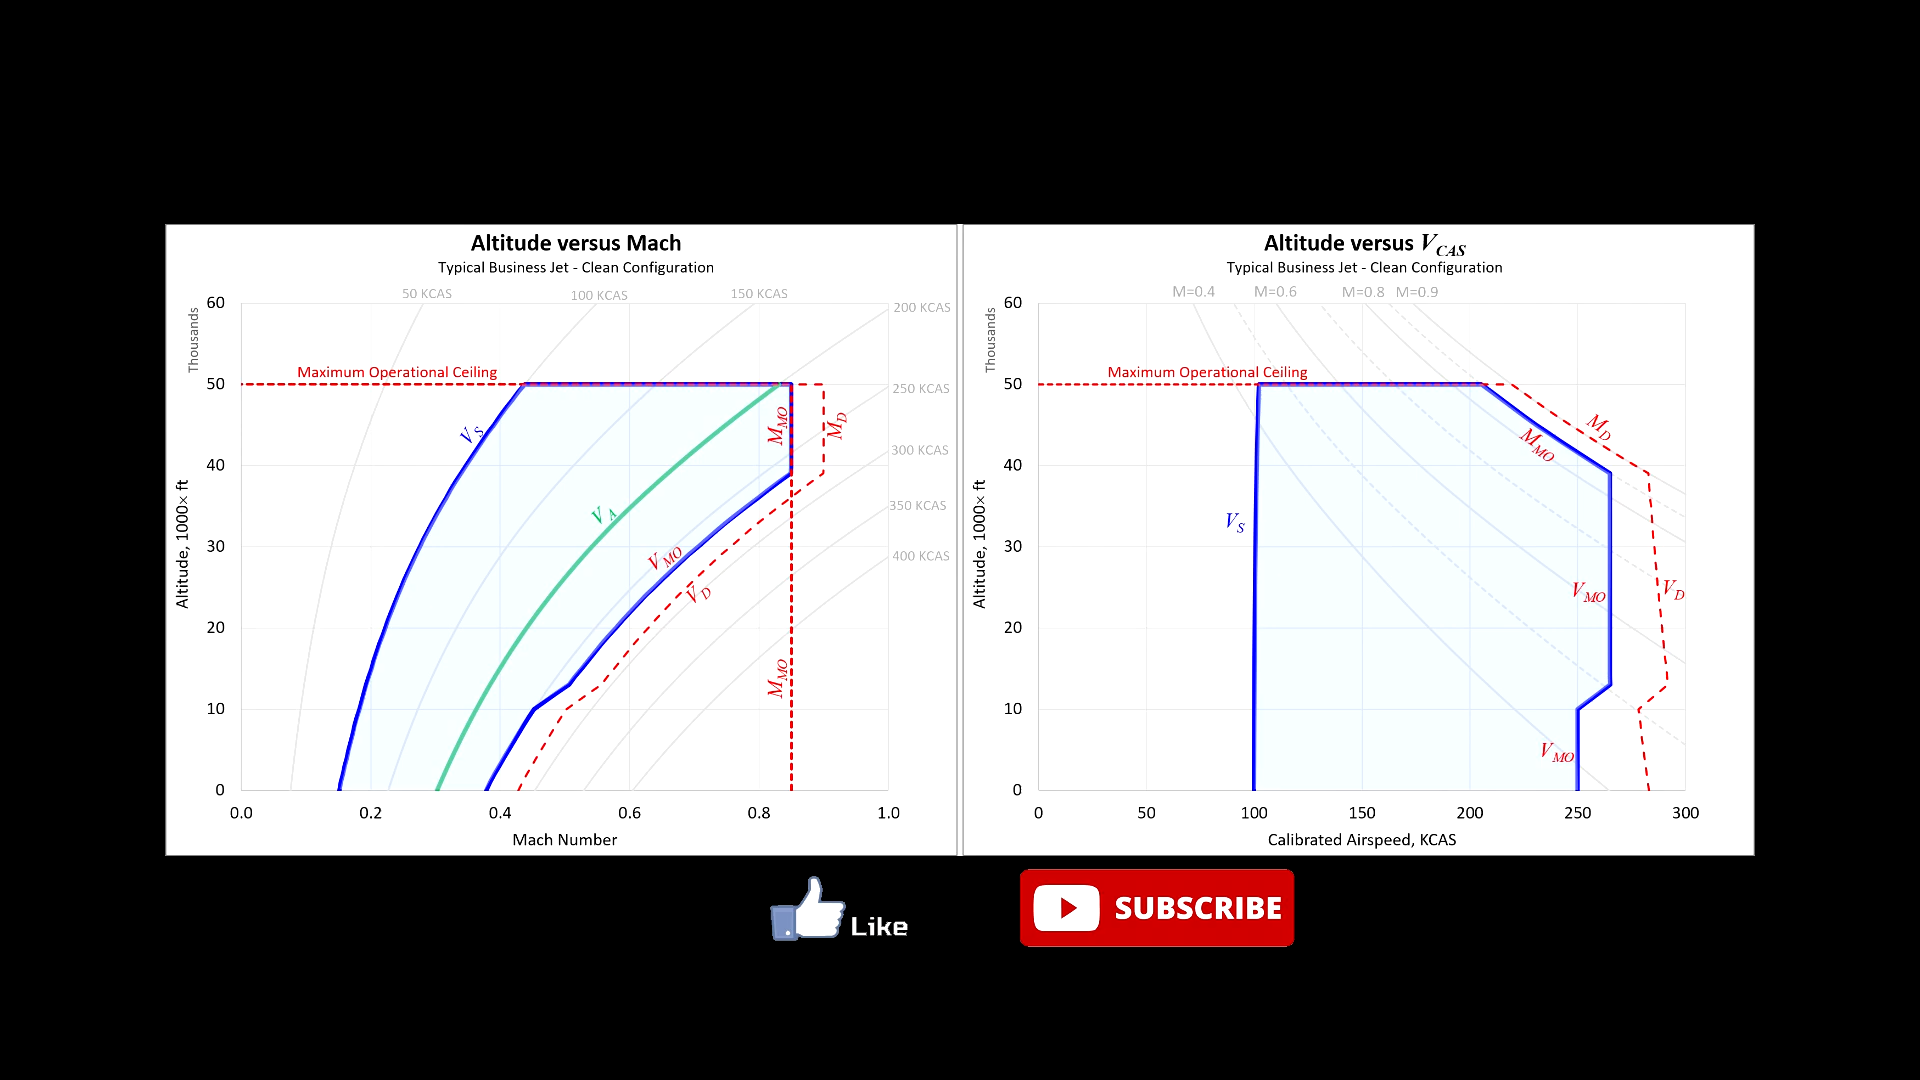 Altitude versus Mach
Typical Business Jet - Clean Configuration
50 KCAS
100 KCAS
150 KCAS
200 KCAS
250 KCAS
300 KCAS
350 KCAS
400 KCAS
Thousands
Altitude, 1000× ft
60
50
40
30
20
10
0
Maximum Operational Ceiling
V_S
V_A
V_MO
V_D
M_MO
M_D
M_MO
0.0 0.2 0.4 0.6 0.8 1.0
Mach Number
Altitude versus V_CAS
Typical Business Jet - Clean Configuration
M=0.4 M=0.6 M=0.8 M=0.9
Thousands
Altitude, 1000× ft
60
50
40
30
20
10
0
Maximum Operational Ceiling
M_D
M_MO
V_S
V_MO
V_D
V_MO
0 50 100 150 200 250 300
Calibrated Airspeed, KCAS
Like
SUBSCRIBE